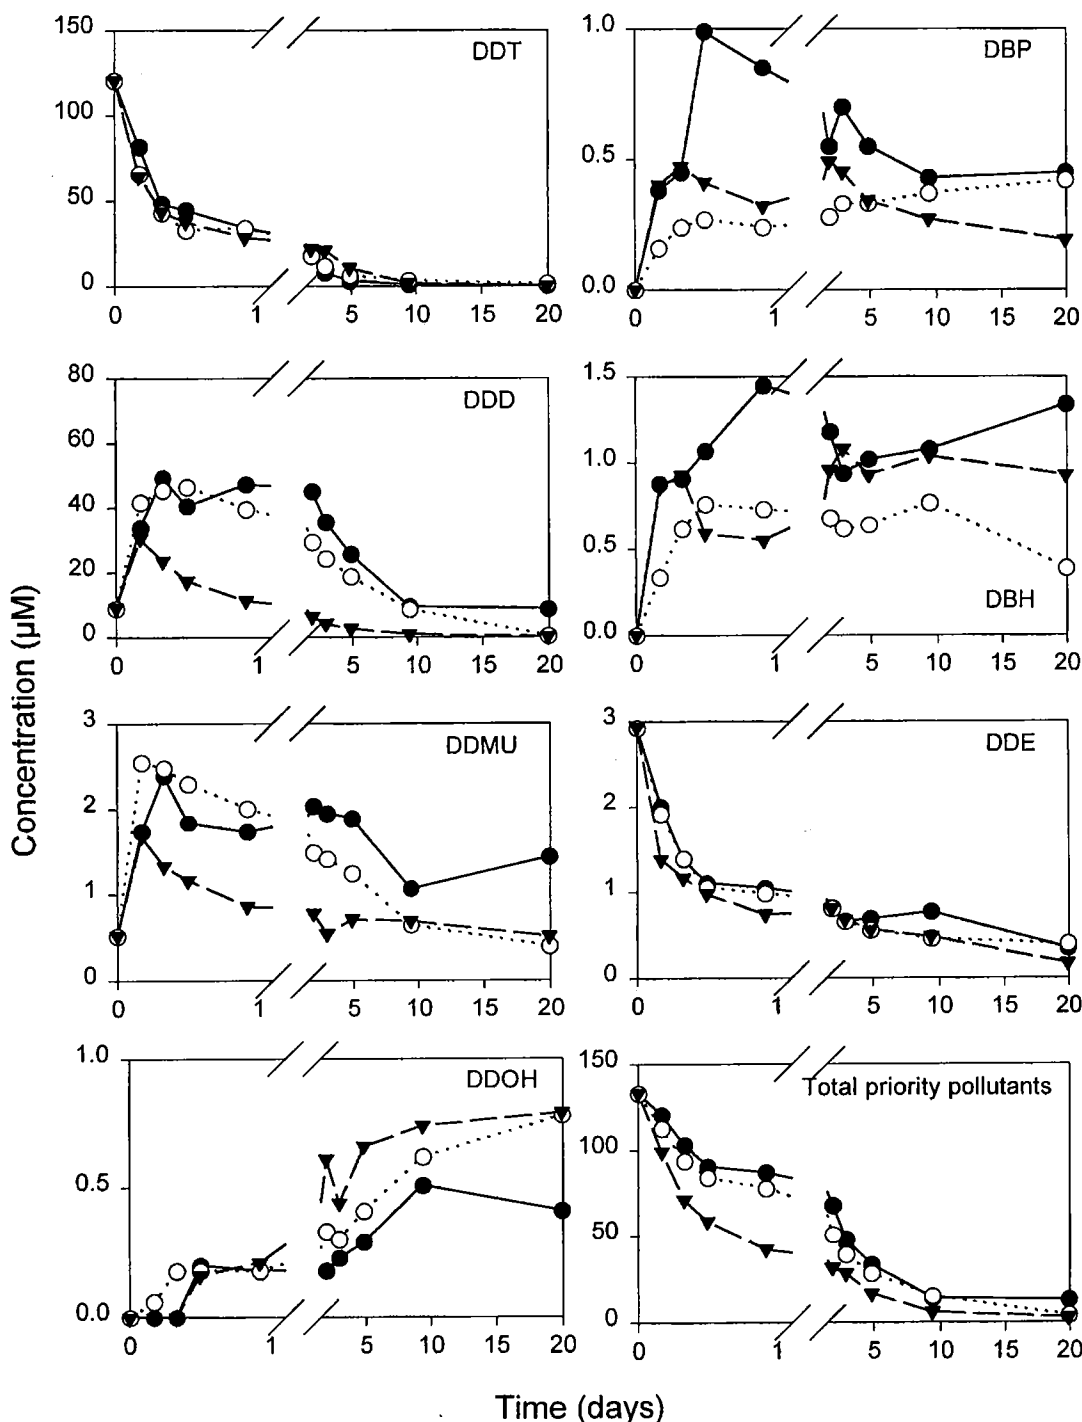 150
DDT
100
50
0
0 1 5 10 15 20
1.0
DBP
0.5
0.0
0 1 5 10 15 20
80
DDD
60
40
20
0
0 1 5 10 15 20
1.5
1.0
0.5
DBH
0.0
0 1 5 10 15 20
3
DDMU
2
1
0
0 1 5 10 15 20
3
DDE
2
1
0
0 1 5 10 15 20
1.0
DDOH
0.5
0.0
0 1 5 10 15 20
150
Total priority pollutants
100
50
0
0 1 5 10 15 20
Concentration (µM)
Time (days)